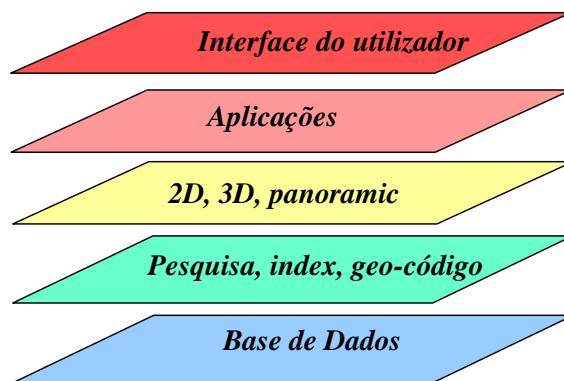 Interface do utilizador
Aplicações
2D, 3D, panoramic
Pesquisa, index, geo-código
Base de Dados